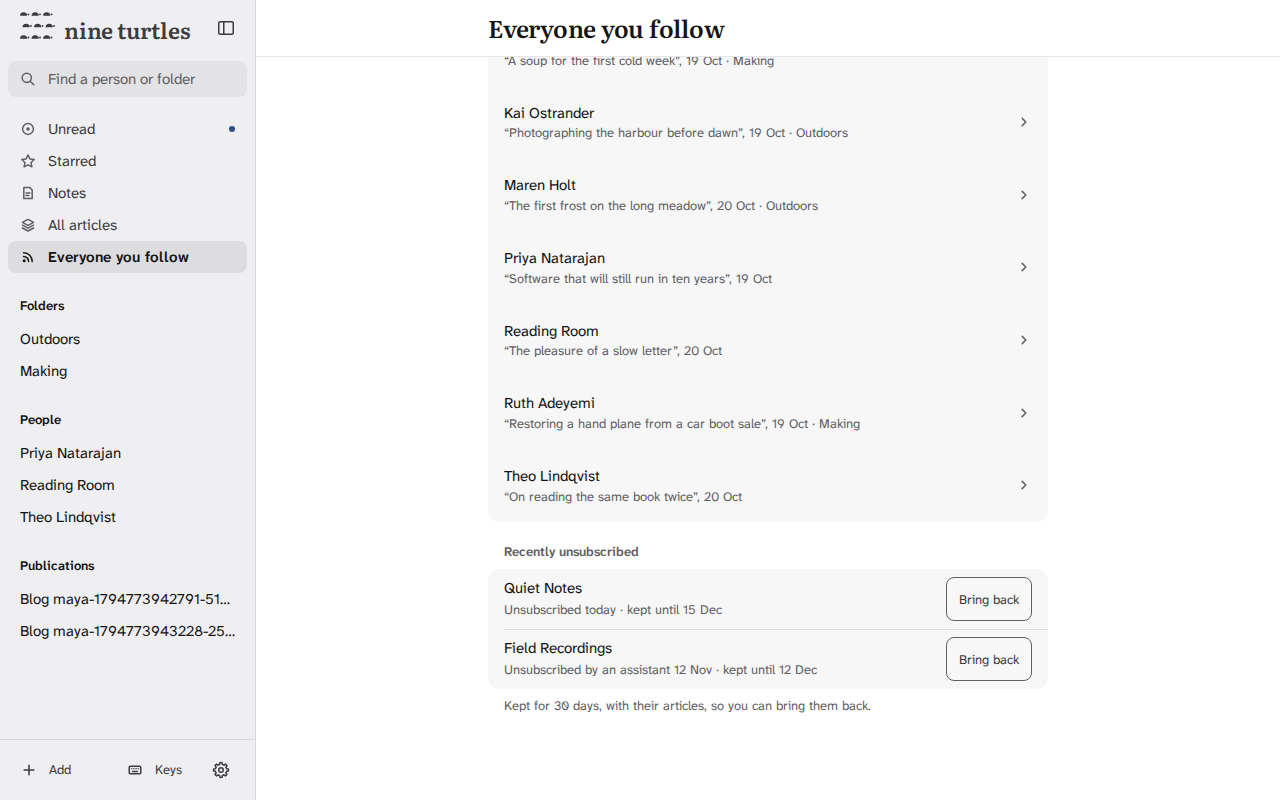 nine turtles
Find a person or folder
Unread
Starred
Notes
All articles
Everyone you follow
Folders
Outdoors
Making
People
Priya Natarajan
Reading Room
Theo Lindqvist
Publications
Blog maya-1794773942791-51...
Blog maya-1794773943228-25...
Add
Keys
Everyone you follow
“A soup for the first cold week”, 19 Oct · Making
Kai Ostrander
“Photographing the harbour before dawn”, 19 Oct · Outdoors
Maren Holt
“The first frost on the long meadow”, 20 Oct · Outdoors
Priya Natarajan
“Software that will still run in ten years”, 19 Oct
Reading Room
“The pleasure of a slow letter”, 20 Oct
Ruth Adeyemi
“Restoring a hand plane from a car boot sale”, 19 Oct · Making
Theo Lindqvist
“On reading the same book twice”, 20 Oct
Recently unsubscribed
Quiet Notes
Unsubscribed today · kept until 15 Dec
Bring back
Field Recordings
Unsubscribed by an assistant 12 Nov · kept until 12 Dec
Bring back
Kept for 30 days, with their articles, so you can bring them back.